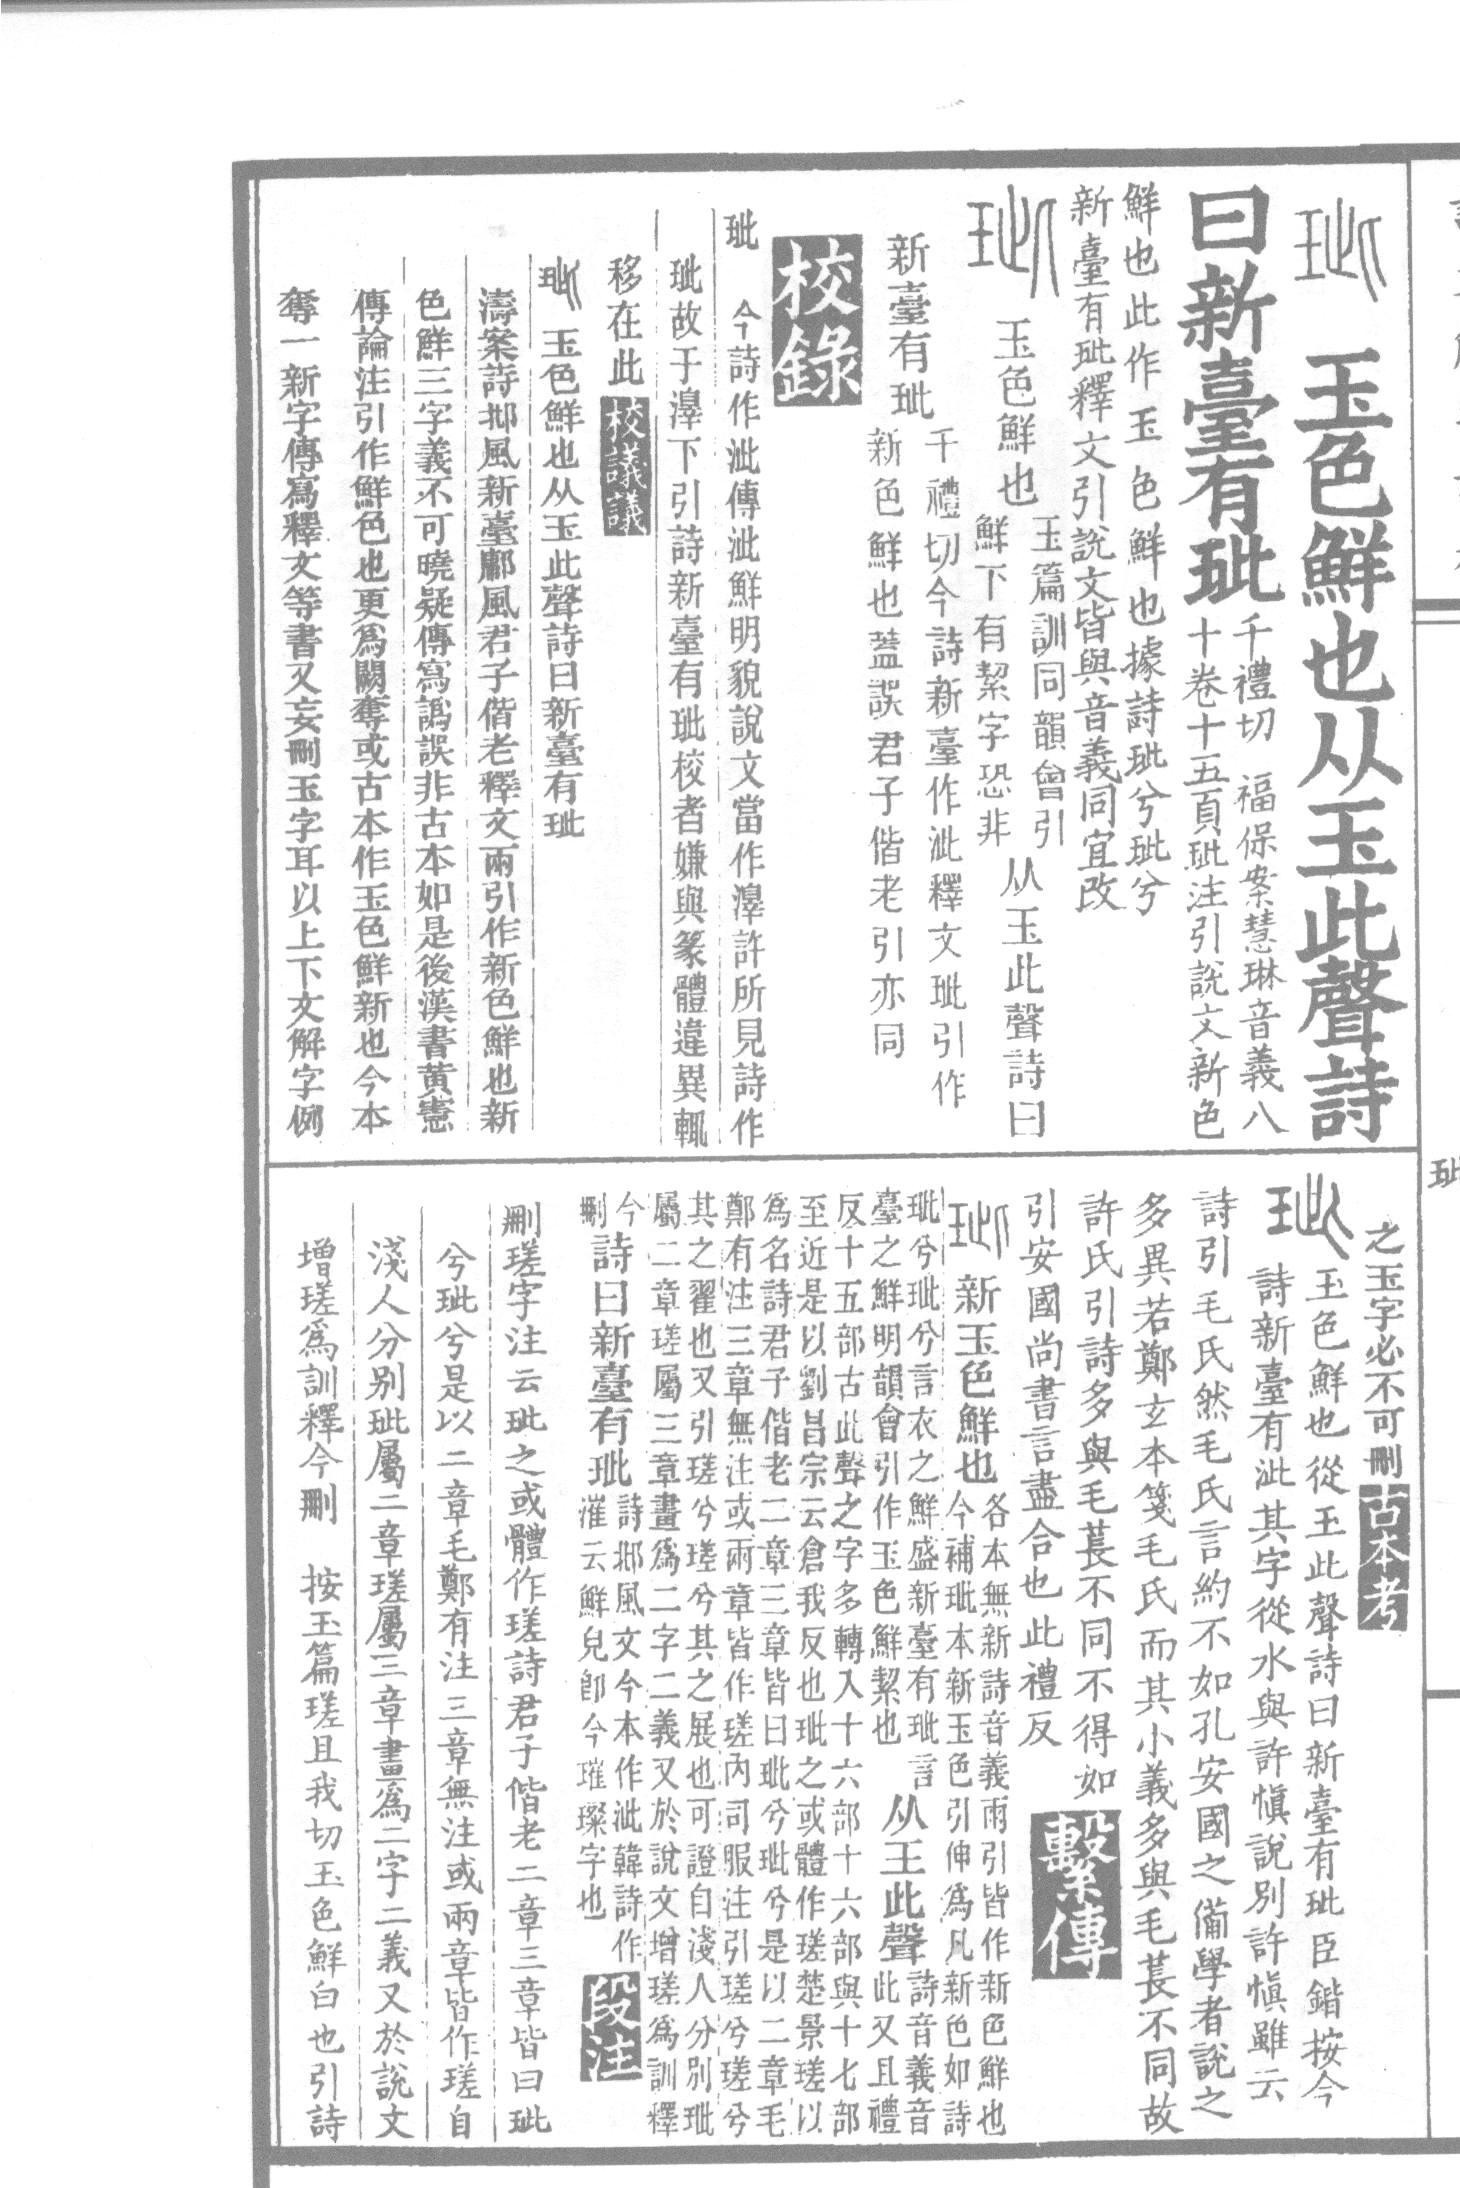 玼　玉色鮮也从玉此聲詩
曰新臺有玼
千禮切　福保案慧琳音義八
十卷十五頁玼注引說文新色
鮮也此作玉色鮮也據詩玼兮玼兮
新臺有玼釋文引說文皆與音義同宜改
玼　玉色鮮也
玉篇訓同韻會引
鮮下有絜字恐非
从玉此聲詩曰
新臺有玼
千禮切今詩新臺作泚釋文玼引作
新色鮮也蓋誤君子偕老引亦同
校錄
玼　今詩作泚傳泚鮮明貌說文當作濢許所見詩作
玼故于濢下引詩新臺有玼校者嫌與篆體違異輒
移在此
校議議
玼　玉色鮮也从玉此聲詩曰新臺有玼
濤案詩邶風新臺鄘風君子偕老釋文兩引作新色鮮也新
色鮮三字義不可曉疑傳寫譌誤非古本如是後漢書黃憲
傳論注引作鮮色也更爲闕奪或古本作玉色鮮新也今本
奪一新字傳寫釋文等書又妄刪玉字耳以上下文解字例
之玉字必不可刪
古本考
玼　玉色鮮也從玉此聲詩曰新臺有玼臣鍇按今
詩新臺有泚其字從水與許慎說別許慎雖云
詩引毛氏然毛氏言約不如孔安國之備學者說之
多異若鄭玄本箋毛氏而其小義多與毛萇不同故
許氏引詩多與毛萇不同不得如
引安國尚書言盡合也此禮反
繫傳
玼　新玉色鮮也
各本無新詩音義兩引皆作新色鮮也
今補玼本新玉色引伸爲凡新色如詩
玼兮玼兮言衣之鮮盛新臺有玼言
臺之鮮明韻會引作玉色鮮絜也
从王此聲
詩音義音
此又且禮
反十五部古此聲之字多轉入十六部十六部與十七部
至近是以劉昌宗云倉我反也玼之或體作瑳楚景瑳以
爲名詩君子偕老二章三章皆曰玼兮玼兮是以二章毛
鄭有注三章無注或兩章皆作瑳內司服注引瑳兮瑳兮
其之翟也又引瑳兮瑳兮其之展也可證自淺人分別玼
屬二章瑳屬三章畫爲二字二義又於說文增瑳爲訓釋
今
刪
詩曰新臺有玼
詩邶風文今本作泚韓詩作
漼云鮮皃卽今璀璨字也
段注
刪瑳字注云玼之或體作瑳詩君子偕老二章三章皆曰玼
兮玼兮是以二章毛鄭有注三章無注或兩章皆作瑳自
淺人分別玼屬二章瑳屬三章畫爲二字二義又於說文
增瑳爲訓釋今刪　按玉篇瑳且我切玉色鮮白也引詩
玼